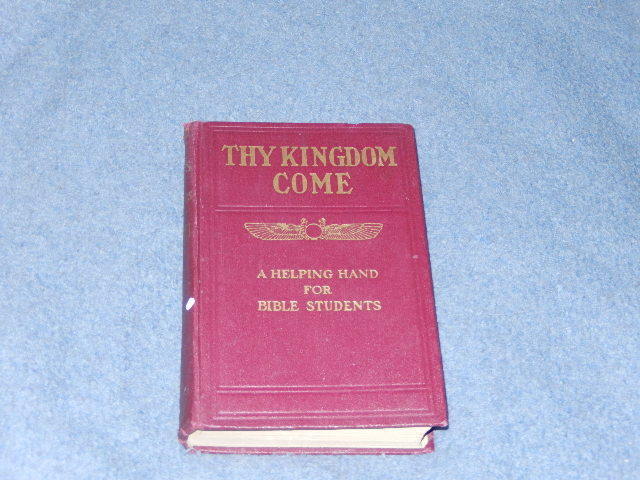 THY KINGDOM
COME
A HELPING HAND
FOR
BIBLE STUDENTS